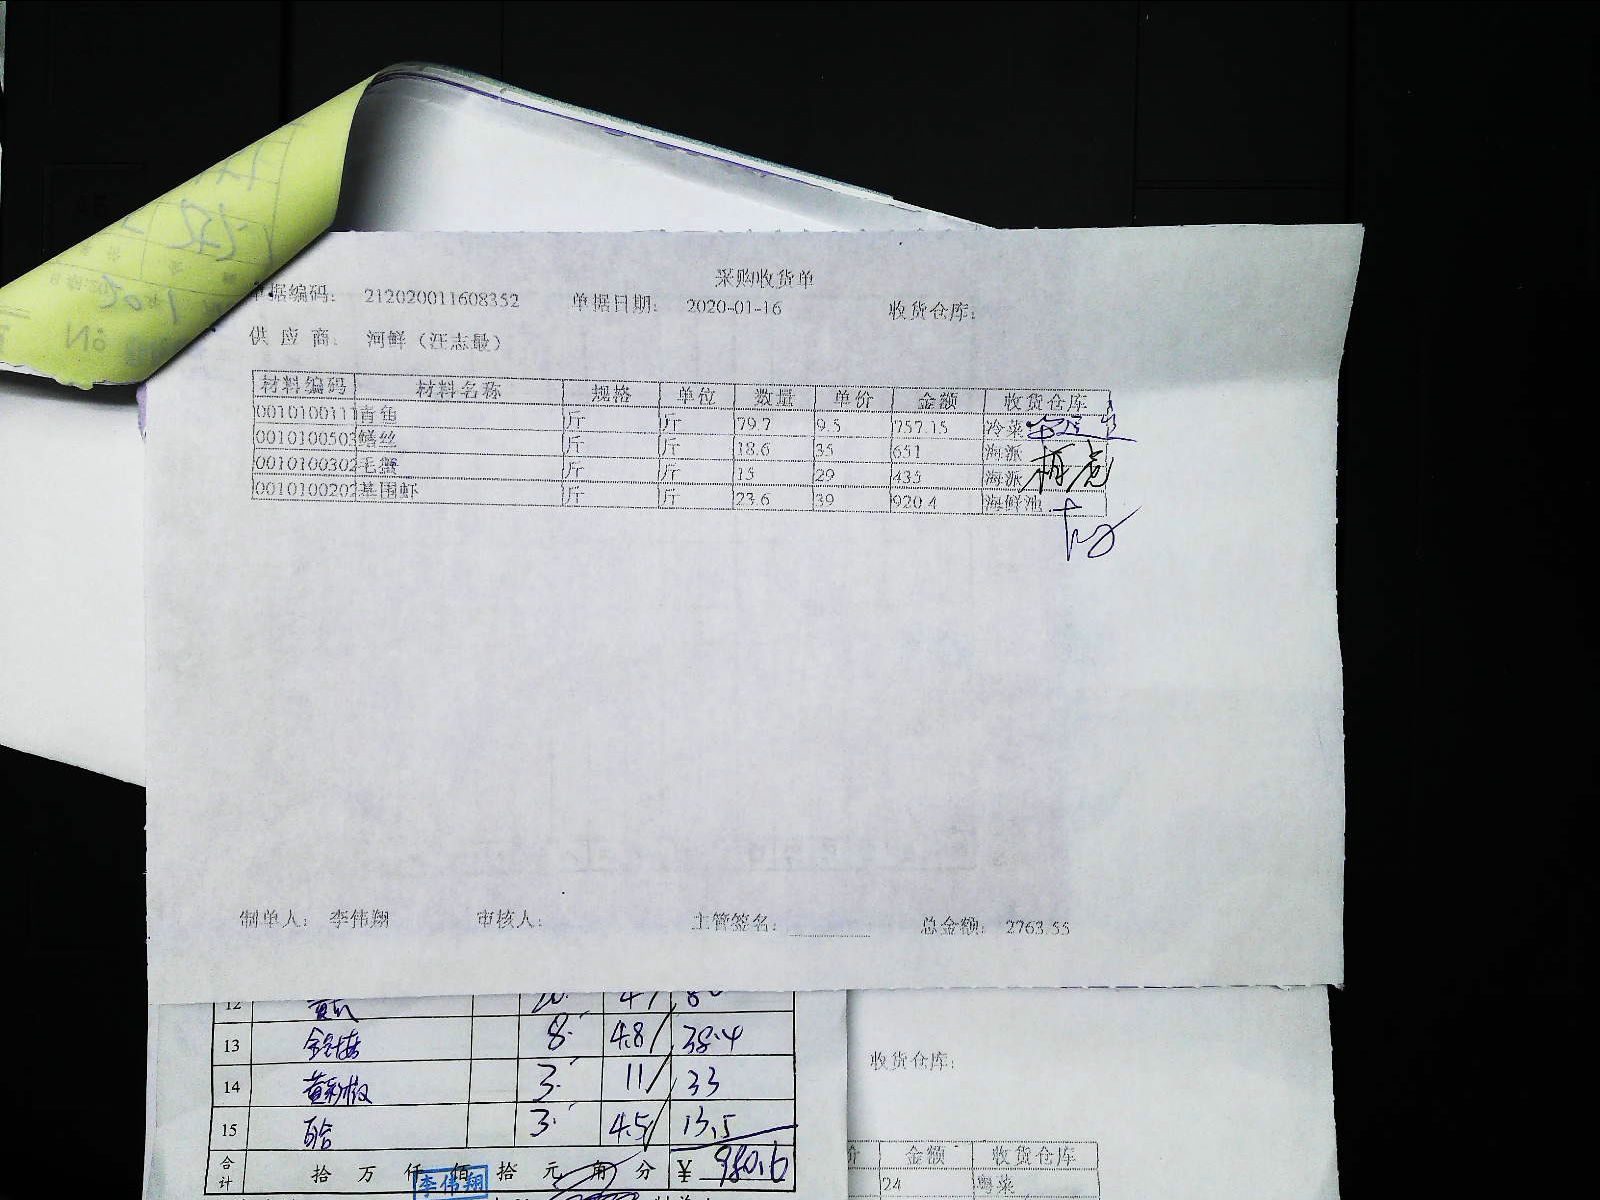 采购收货单
单据编码： 212020011608352 单据日期： 2020-01-16 收货仓库：
供 应 商： 河鲜（汪志最）
材料编码 材料名称 规格 单位 数量 单价 金额 收货仓库
0010100111 青鱼 斤 斤 79.7 9.5 757.15 冷菜
0010100503 鳝丝 斤 斤 18.6 35 651 海派
0010100302 毛蟹 斤 斤 15 29 435 海派
0010100202 基围虾 斤 斤 23.6 39 920.4 海鲜池
制单人： 李伟翔 审核人： 主管签名： 总金额： 2763.55
12
13 8 4.8 38.4
14 3 11 33
15 百合 3 4.5 13.5
合计 拾 万 仟 佰 拾 元 角 分 ¥ 980.6
李伟翔
收货仓库：
价 金额 收货仓库
24 粤菜